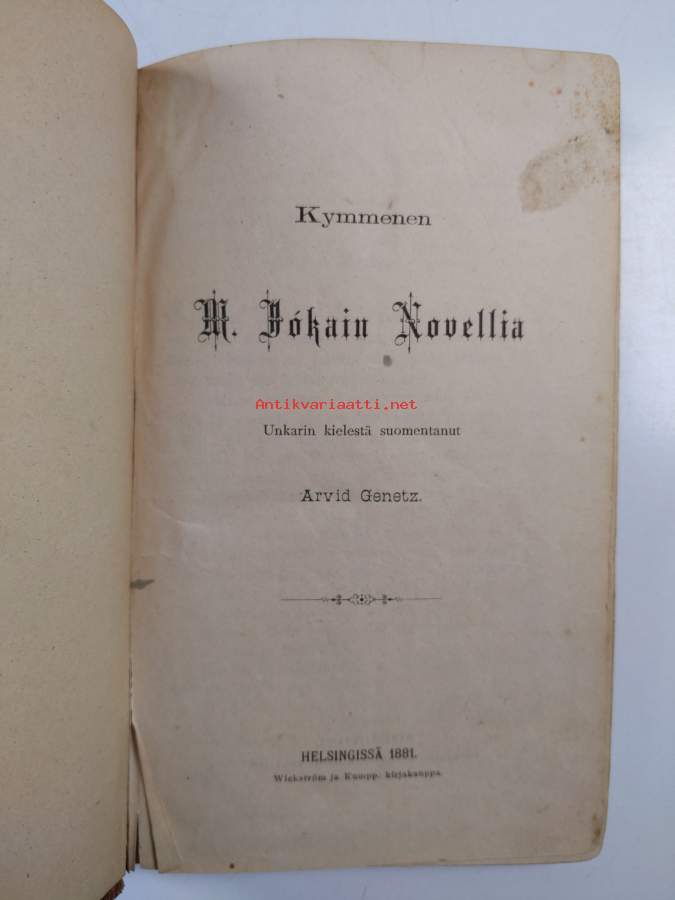 Kymmenen
M. Jókain Novellia
Antikvariaatti.net
Unkarin kielestä suomentanut
Arvid Genetz.
HELSINGISSÄ 1881.
Wickström ja Kumpp. kirjakauppa.